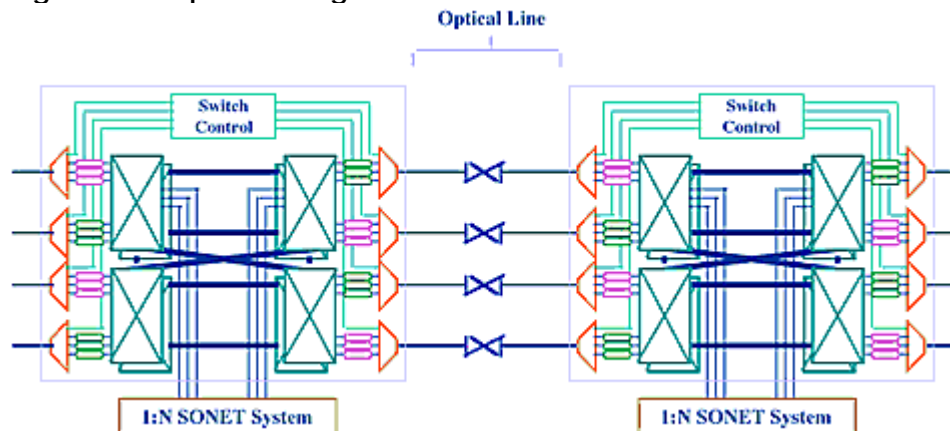 Optical Line
Switch
Control
Switch
Control
1:N SONET System
1:N SONET System